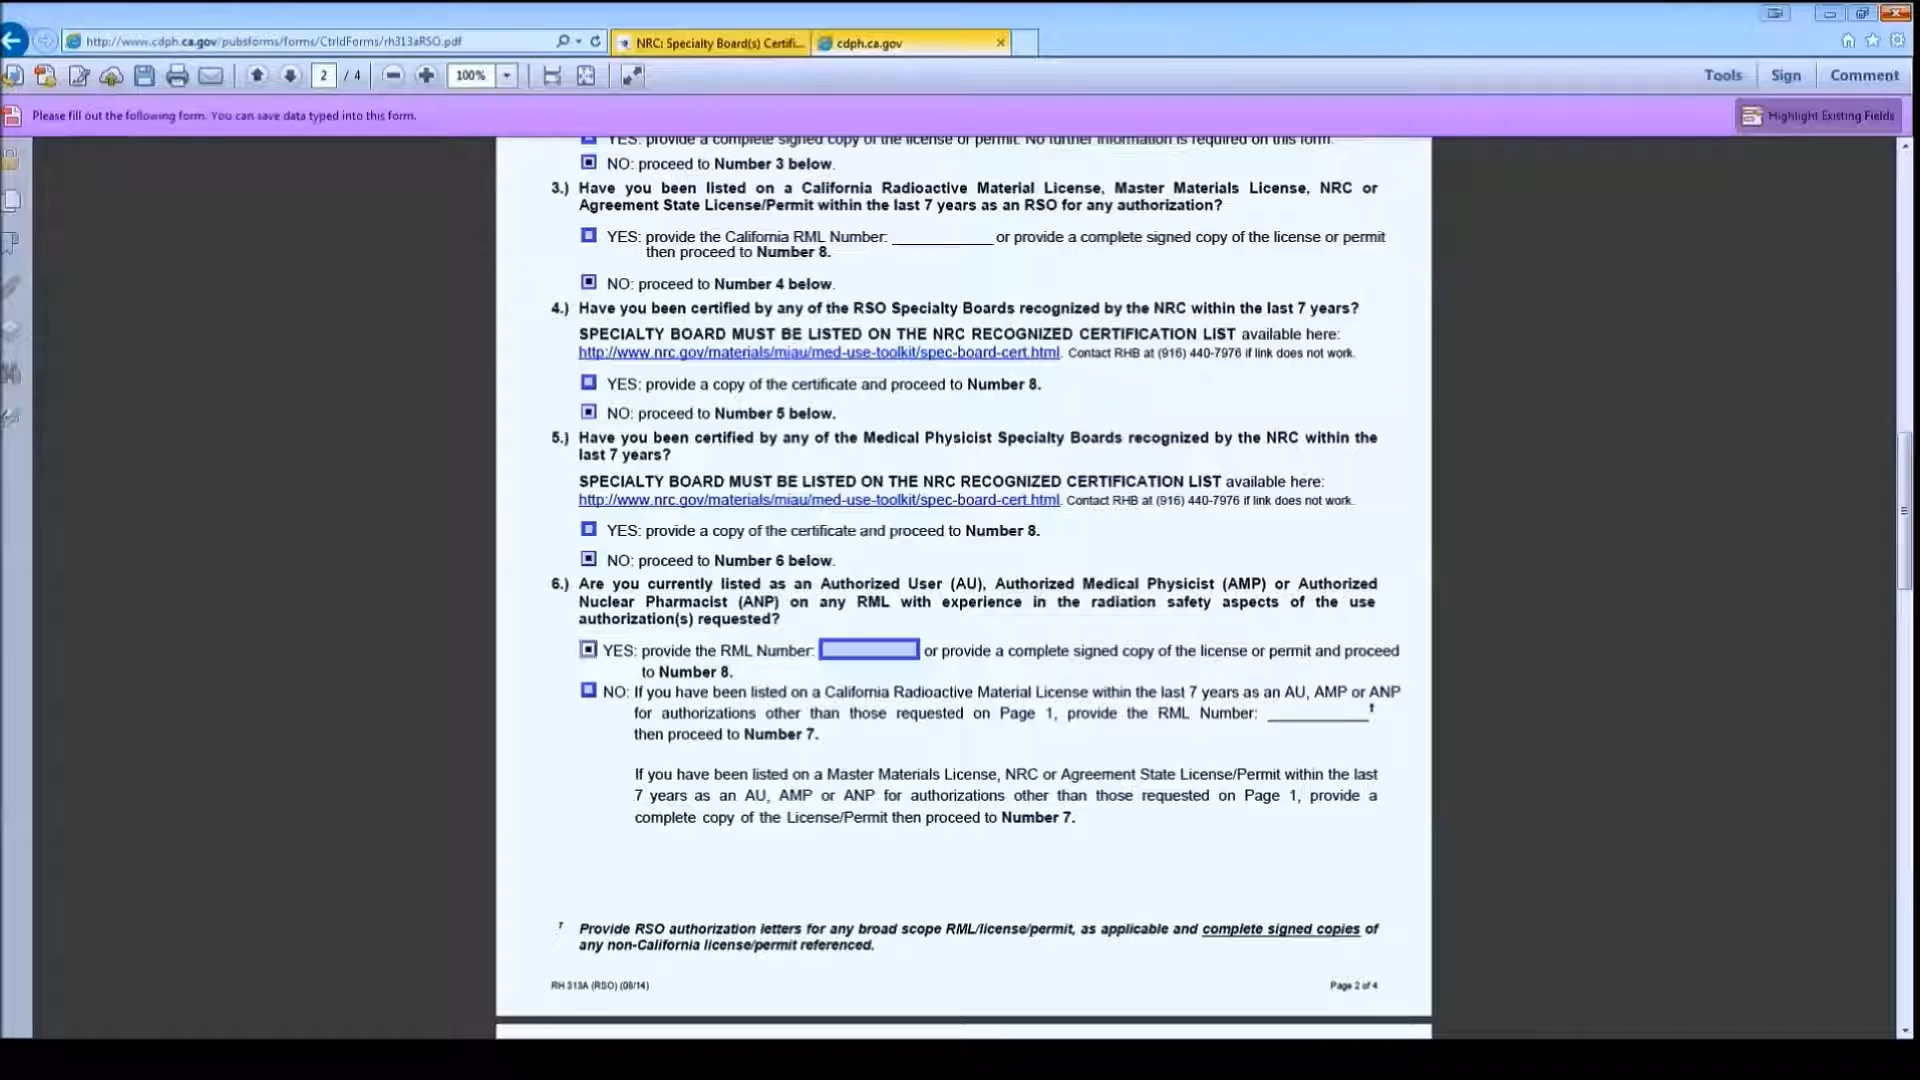 http://www.cdph.ca.gov/pubsforms/forms/CtrldForms/rh313aRSO.pdf
NRC: Specialty Board(s) Certifi...
cdph.ca.gov
2 / 4
100%
Tools
Sign
Comment
Please fill out the following form. You can save data typed into this form.
Highlight Existing Fields
YES: provide a complete signed copy of the license or permit. No further information is required on this form.
NO: proceed to Number 3 below.
3.) Have you been listed on a California Radioactive Material License, Master Materials License, NRC or
Agreement State License/Permit within the last 7 years as an RSO for any authorization?
YES: provide the California RML Number: ____________ or provide a complete signed copy of the license or permit
then proceed to Number 8.
NO: proceed to Number 4 below.
4.) Have you been certified by any of the RSO Specialty Boards recognized by the NRC within the last 7 years?
SPECIALTY BOARD MUST BE LISTED ON THE NRC RECOGNIZED CERTIFICATION LIST available here:
http://www.nrc.gov/materials/miau/med-use-toolkit/spec-board-cert.html. Contact RHB at (916) 440-7976 if link does not work.
YES: provide a copy of the certificate and proceed to Number 8.
NO: proceed to Number 5 below.
5.) Have you been certified by any of the Medical Physicist Specialty Boards recognized by the NRC within the
last 7 years?
SPECIALTY BOARD MUST BE LISTED ON THE NRC RECOGNIZED CERTIFICATION LIST available here:
http://www.nrc.gov/materials/miau/med-use-toolkit/spec-board-cert.html. Contact RHB at (916) 440-7976 if link does not work.
YES: provide a copy of the certificate and proceed to Number 8.
NO: proceed to Number 6 below.
6.) Are you currently listed as an Authorized User (AU), Authorized Medical Physicist (AMP) or Authorized
Nuclear Pharmacist (ANP) on any RML with experience in the radiation safety aspects of the use
authorization(s) requested?
YES: provide the RML Number: or provide a complete signed copy of the license or permit and proceed
to Number 8.
NO: If you have been listed on a California Radioactive Material License within the last 7 years as an AU, AMP or ANP
for authorizations other than those requested on Page 1, provide the RML Number: ____________†
then proceed to Number 7.
If you have been listed on a Master Materials License, NRC or Agreement State License/Permit within the last
7 years as an AU, AMP or ANP for authorizations other than those requested on Page 1, provide a
complete copy of the License/Permit then proceed to Number 7.
† Provide RSO authorization letters for any broad scope RML/license/permit, as applicable and complete signed copies of
any non-California license/permit referenced.
RH 313A (RSO) (08/14)
Page 2 of 4